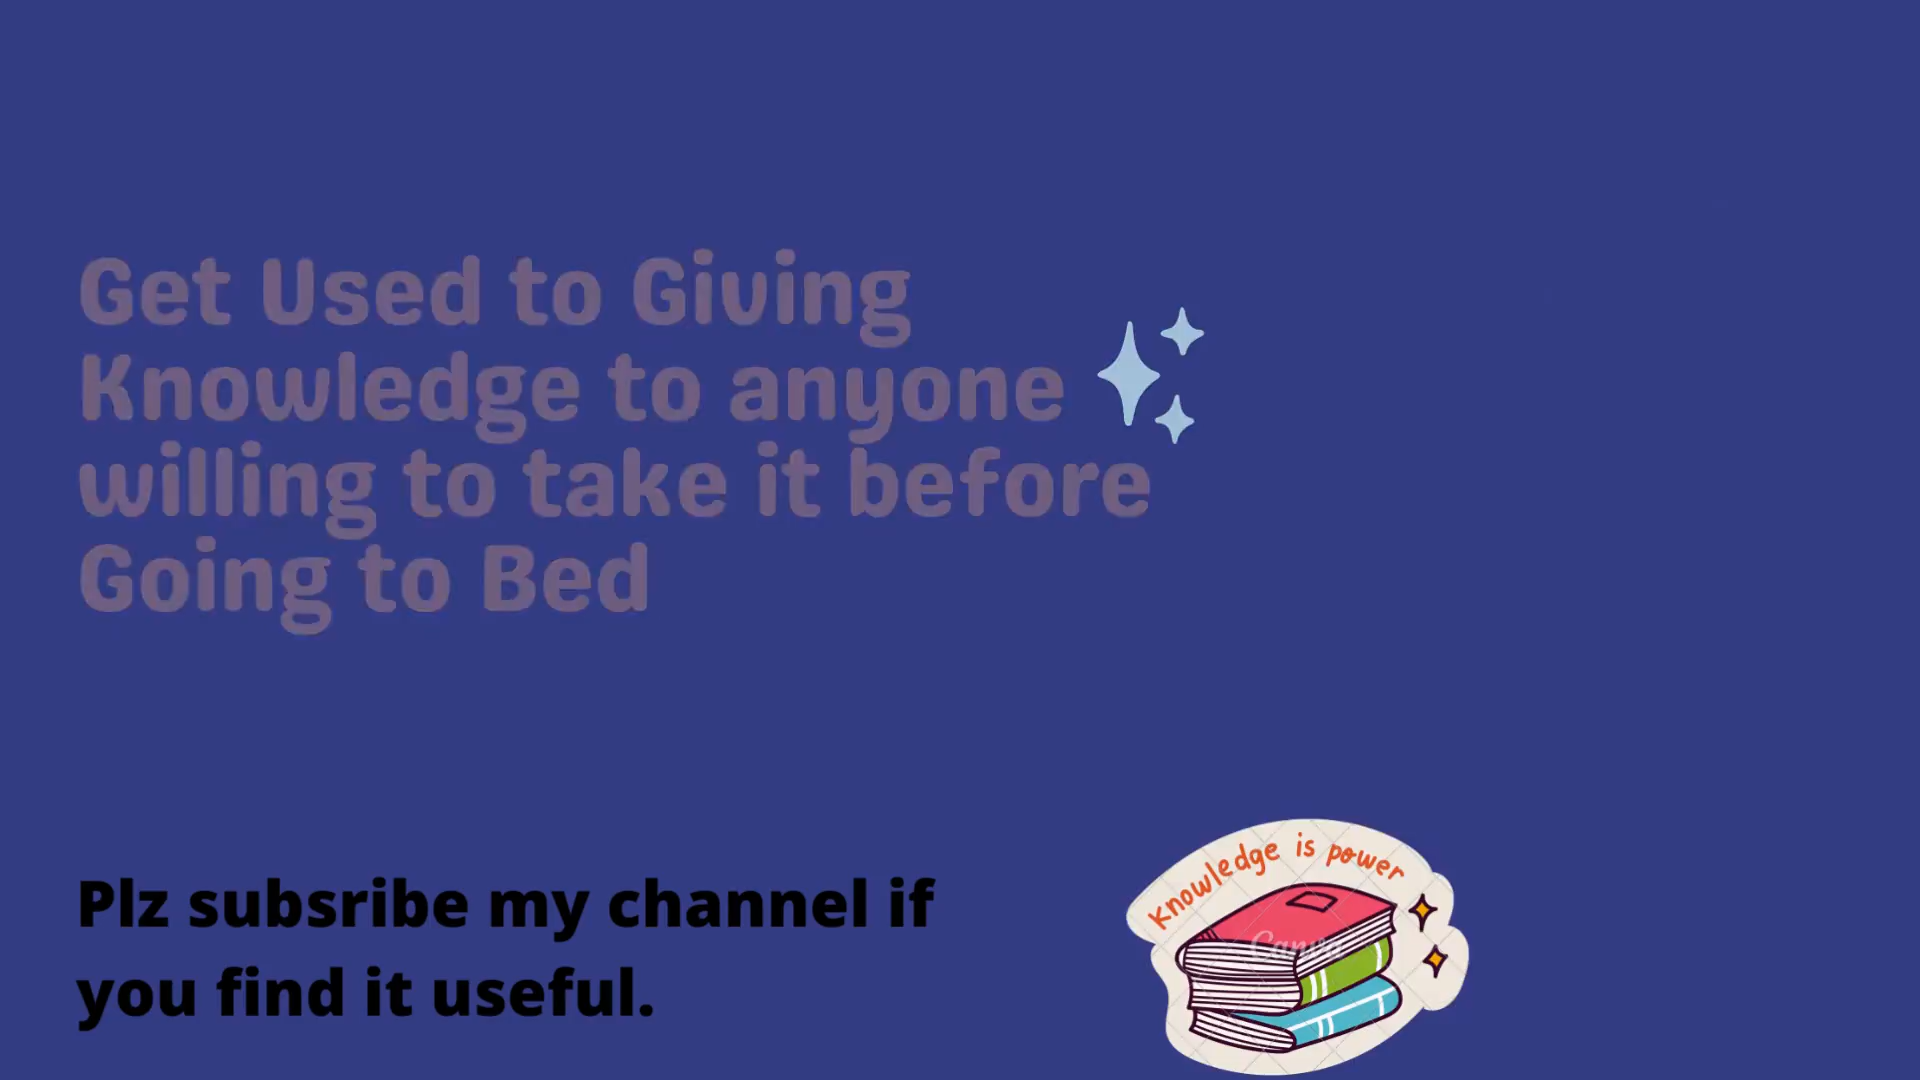 Get Used to Giving
Knowledge to anyone
willing to take it before
Going to Bed
Plz subsribe my channel if
you find it useful.
Knowledge is power
Canva